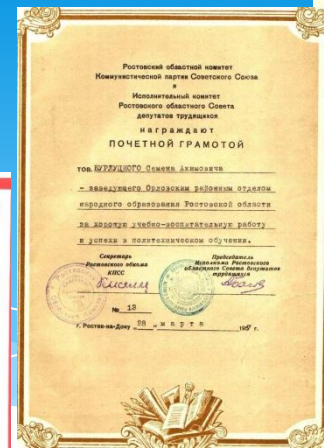 Ростовский областной комитет
Коммунистической партии Советского Союза
и
Исполнительный комитет
Ростовского областного Совета
депутатов трудящихся
награждают
ПОЧЕТНОЙ ГРАМОТОЙ
тов. БУРЛУЦКОГО Семена Акимовича
- заведующего Орловским районным отделом
народного образования Ростовской области
за хорошую учебно-воспитательную работу
и успехи в политехническом обучении.
Секретарь Ростовского обкома КПСС
Председатель Исполкома Ростовского областного Совета депутатов трудящихся
№ 13
г. Ростов-на-Дону 28 марта 1957 г.